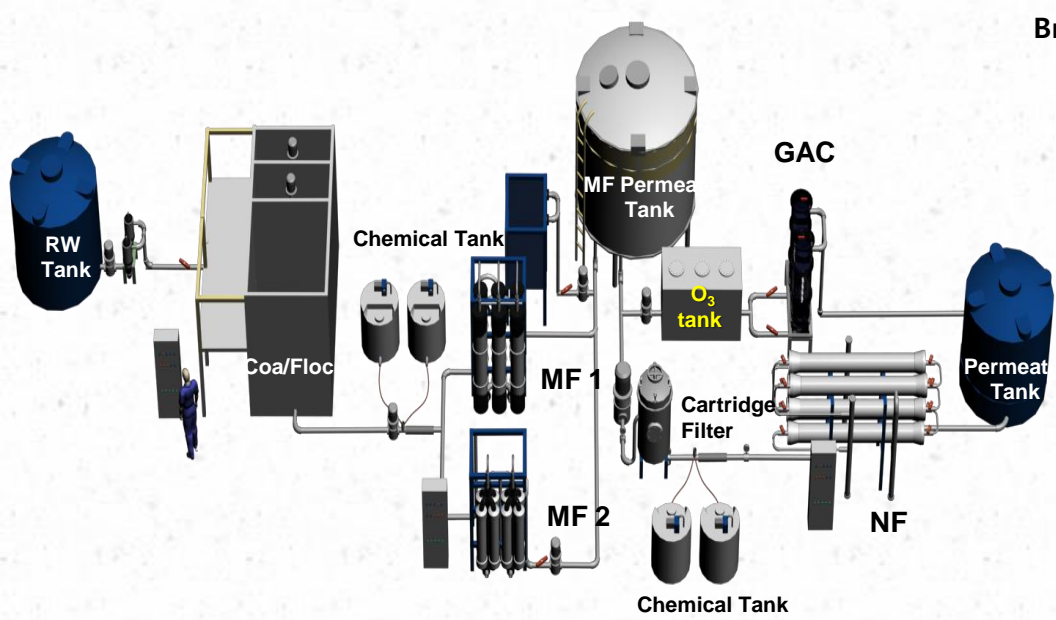 Br
GAC
MF Permea
Tank
RW
Tank
Chemical Tank
O₃
tank
Coa/Floc
MF 1
Permeat
Tank
Cartridge
Filter
MF 2
NF
Chemical Tank